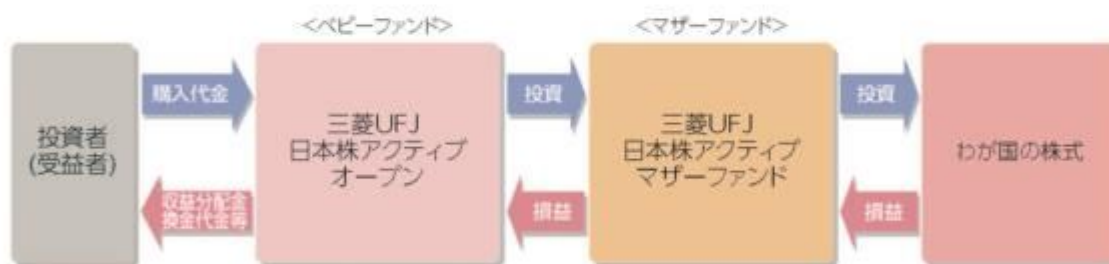 <ベビーファンド>
<マザーファンド>
投資者
(受益者)
購入代金
収益分配金
換金代金等
三菱UFJ
日本株アクティブ
オープン
投資
損益
三菱UFJ
日本株アクティブ
マザーファンド
投資
損益
わが国の株式